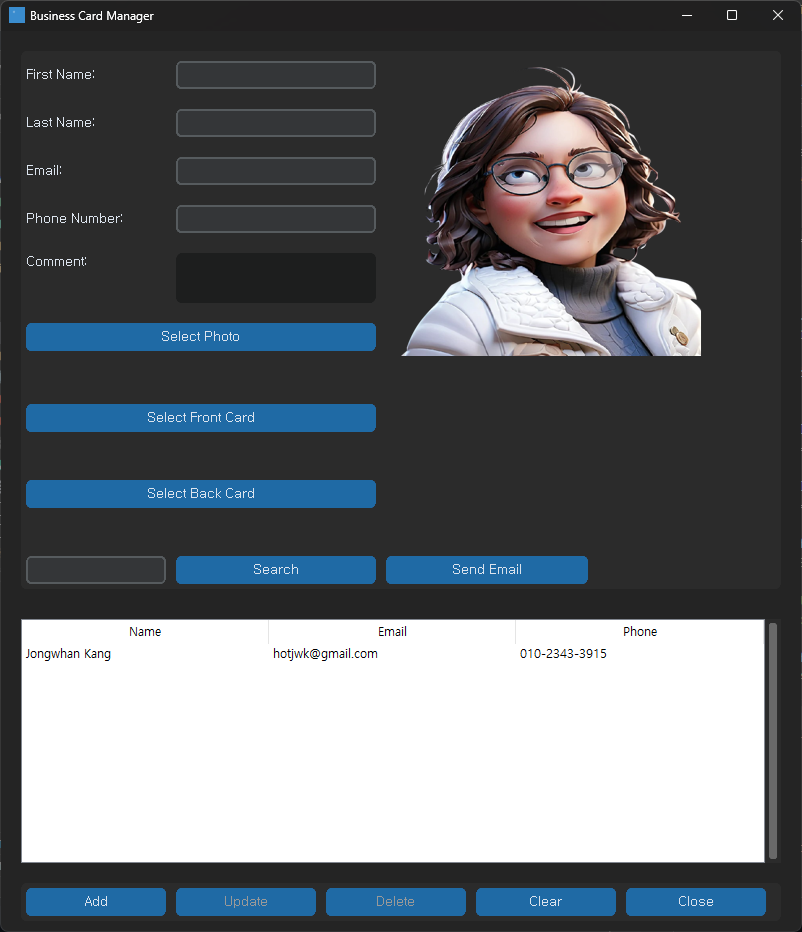 Business Card Manager
First Name:
Last Name:
Email:
Phone Number:
Comment:
Select Photo
Select Front Card
Select Back Card
Search Send Email
Name Email Phone
Jongwhan Kang hotjwk@gmail.com 010-2343-3915
Add Update Delete Clear Close